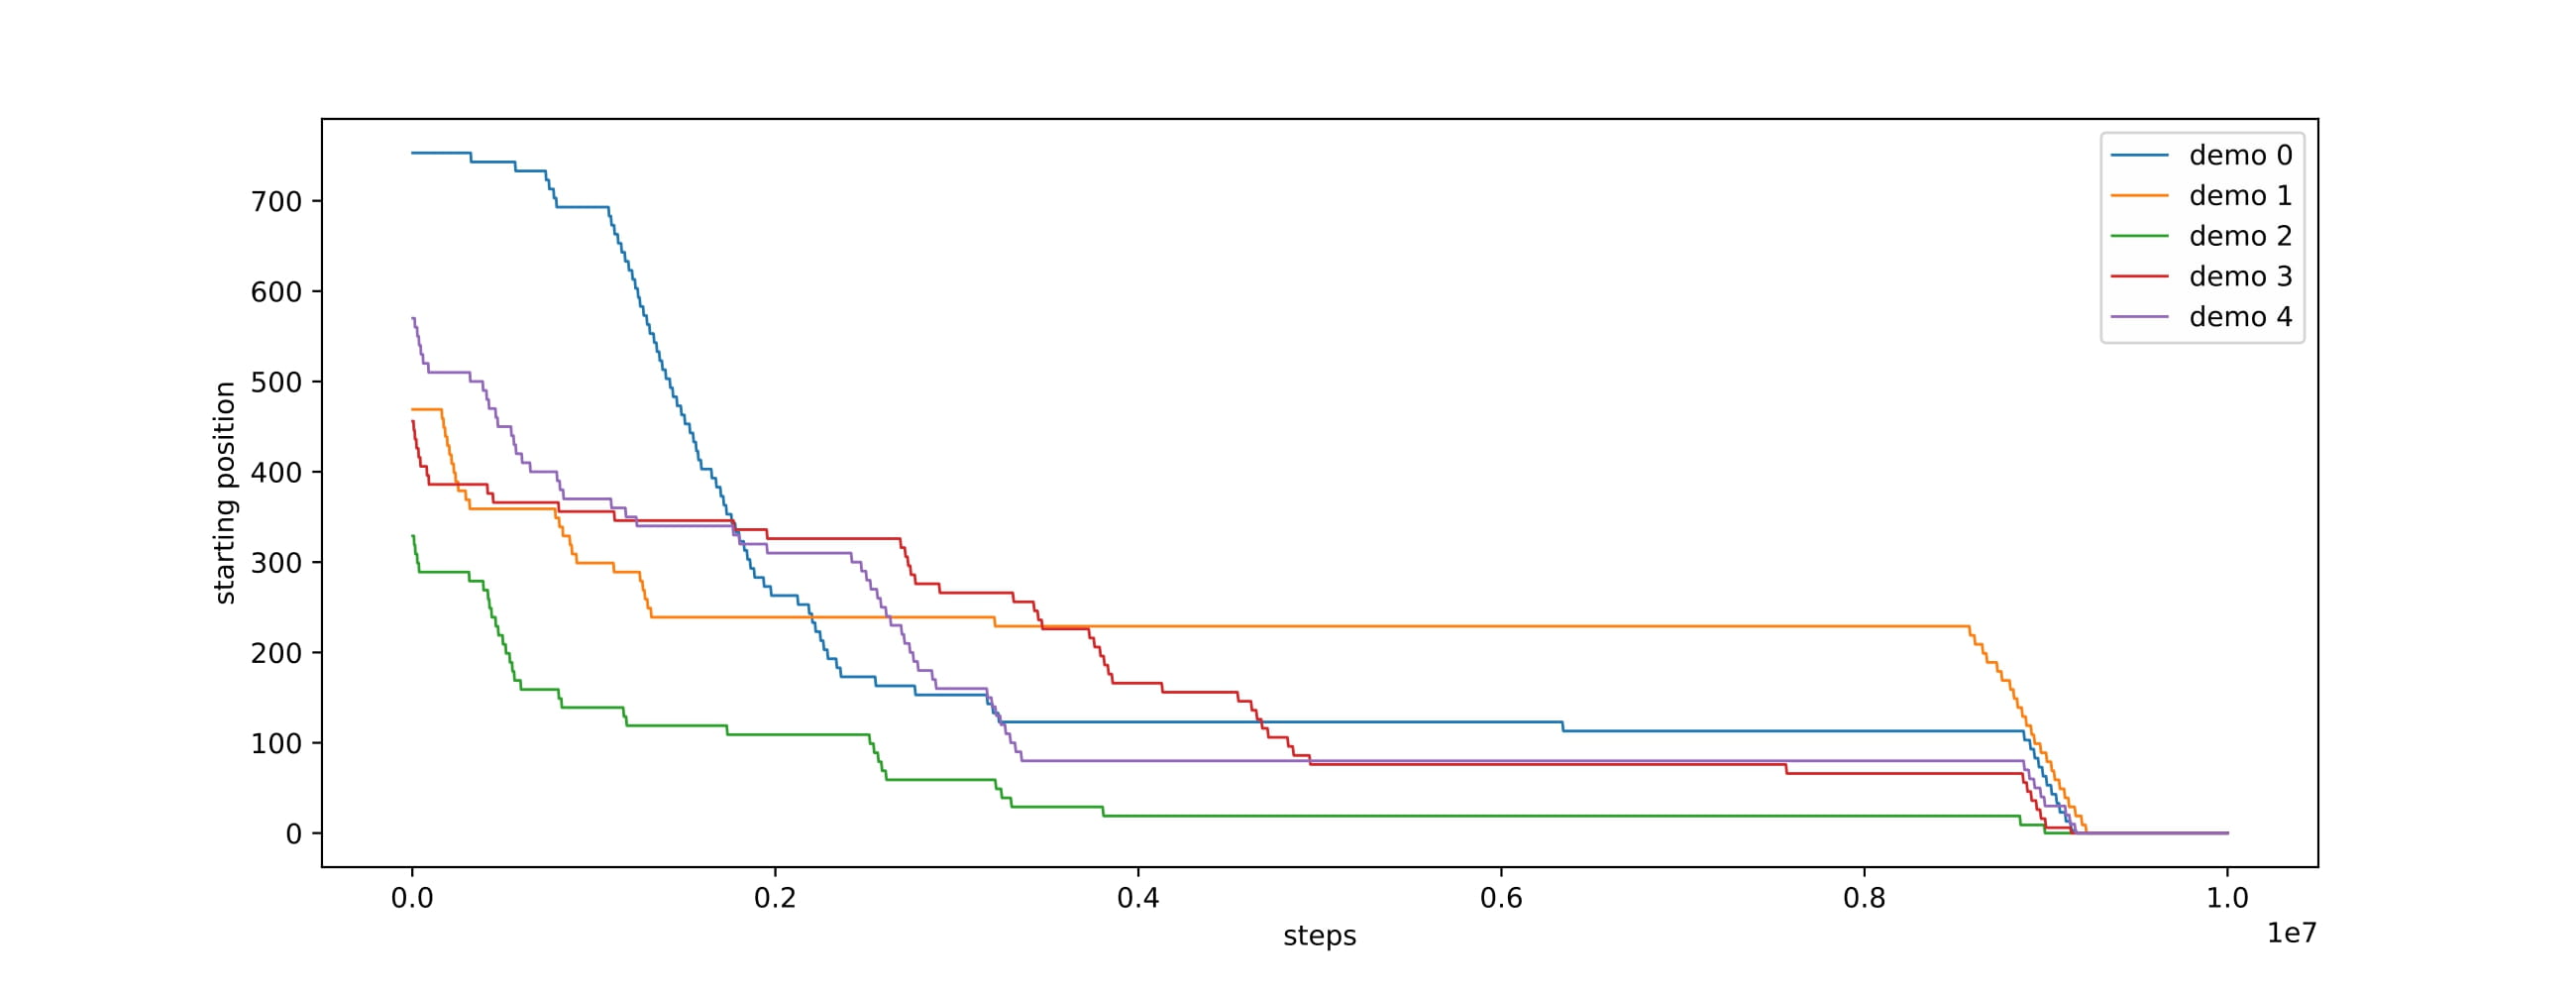 demo 0
demo 1
demo 2
demo 3
demo 4
700
600
500
400
300
200
100
0
starting position
0.0 0.2 0.4 0.6 0.8 1.0
steps
1e7